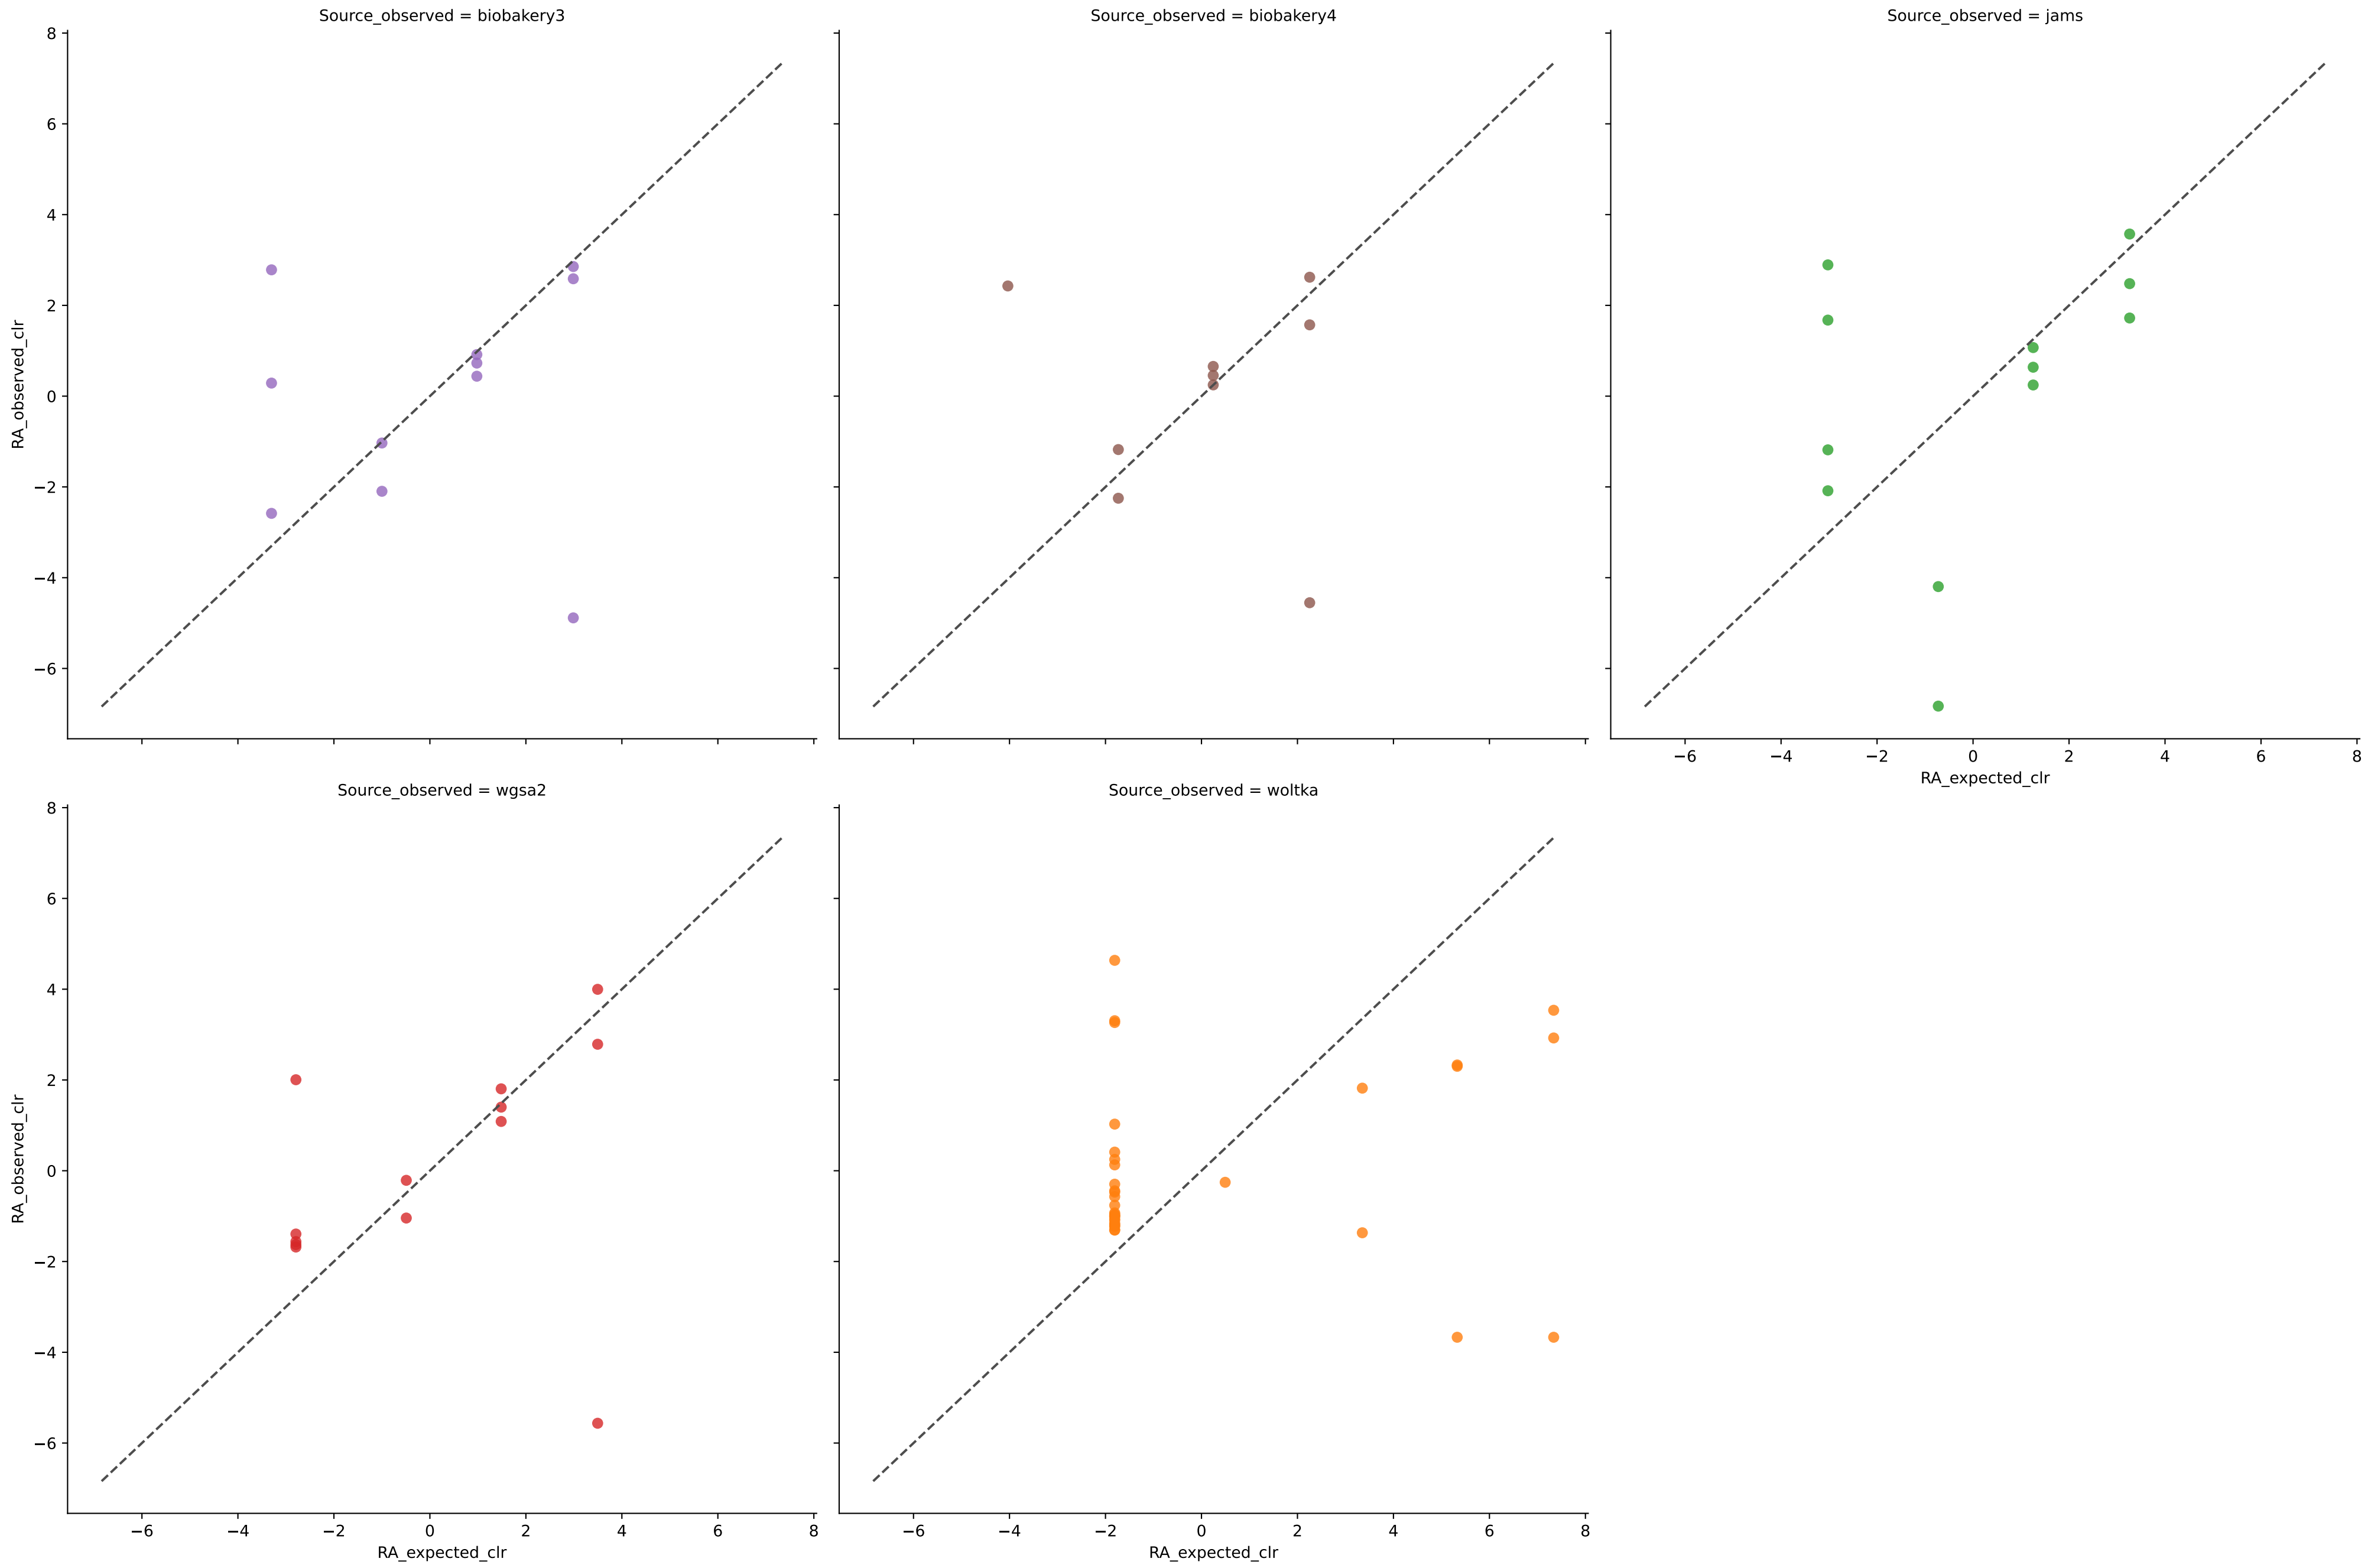 Source_observed = biobakery3
Source_observed = biobakery4
Source_observed = jams
8
6
4
2
0
−2
−4
−6
RA_observed_clr
−6 −4 −2 0 2 4 6 8
RA_expected_clr
Source_observed = wgsa2
Source_observed = woltka
8
6
4
2
0
−2
−4
−6
RA_observed_clr
−6 −4 −2 0 2 4 6 8
−6 −4 −2 0 2 4 6 8
RA_expected_clr
RA_expected_clr